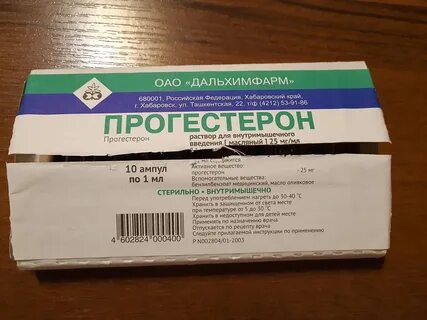 ОАО «ДАЛЬХИМФАРМ»
680001, Российская Федерация, Хабаровский край,
г. Хабаровск, ул. Ташкентская, 22, т/ф (4212) 53-91-86
ПРОГЕСТЕРОН
Прогестерон
раствор для внутримышечного
введения [масляный] 25 мг/мл
10 ампул
по 1 мл
Активное вещество:
прогестерон - 25 мг
Вспомогательные вещества:
бензилбензоат медицинский, масло оливковое
СТЕРИЛЬНО • ВНУТРИМЫШЕЧНО
Перед употреблением нагреть до 30-40 °С
Хранить в защищенном от света месте
при температуре от 5 до 30 °С
Хранить в недоступном для детей месте
Применять по назначению врача
Отпускается по рецепту врача
Следуйте прилагаемой инструкции по применению
Р N002804/01-2003
4 602824 000400